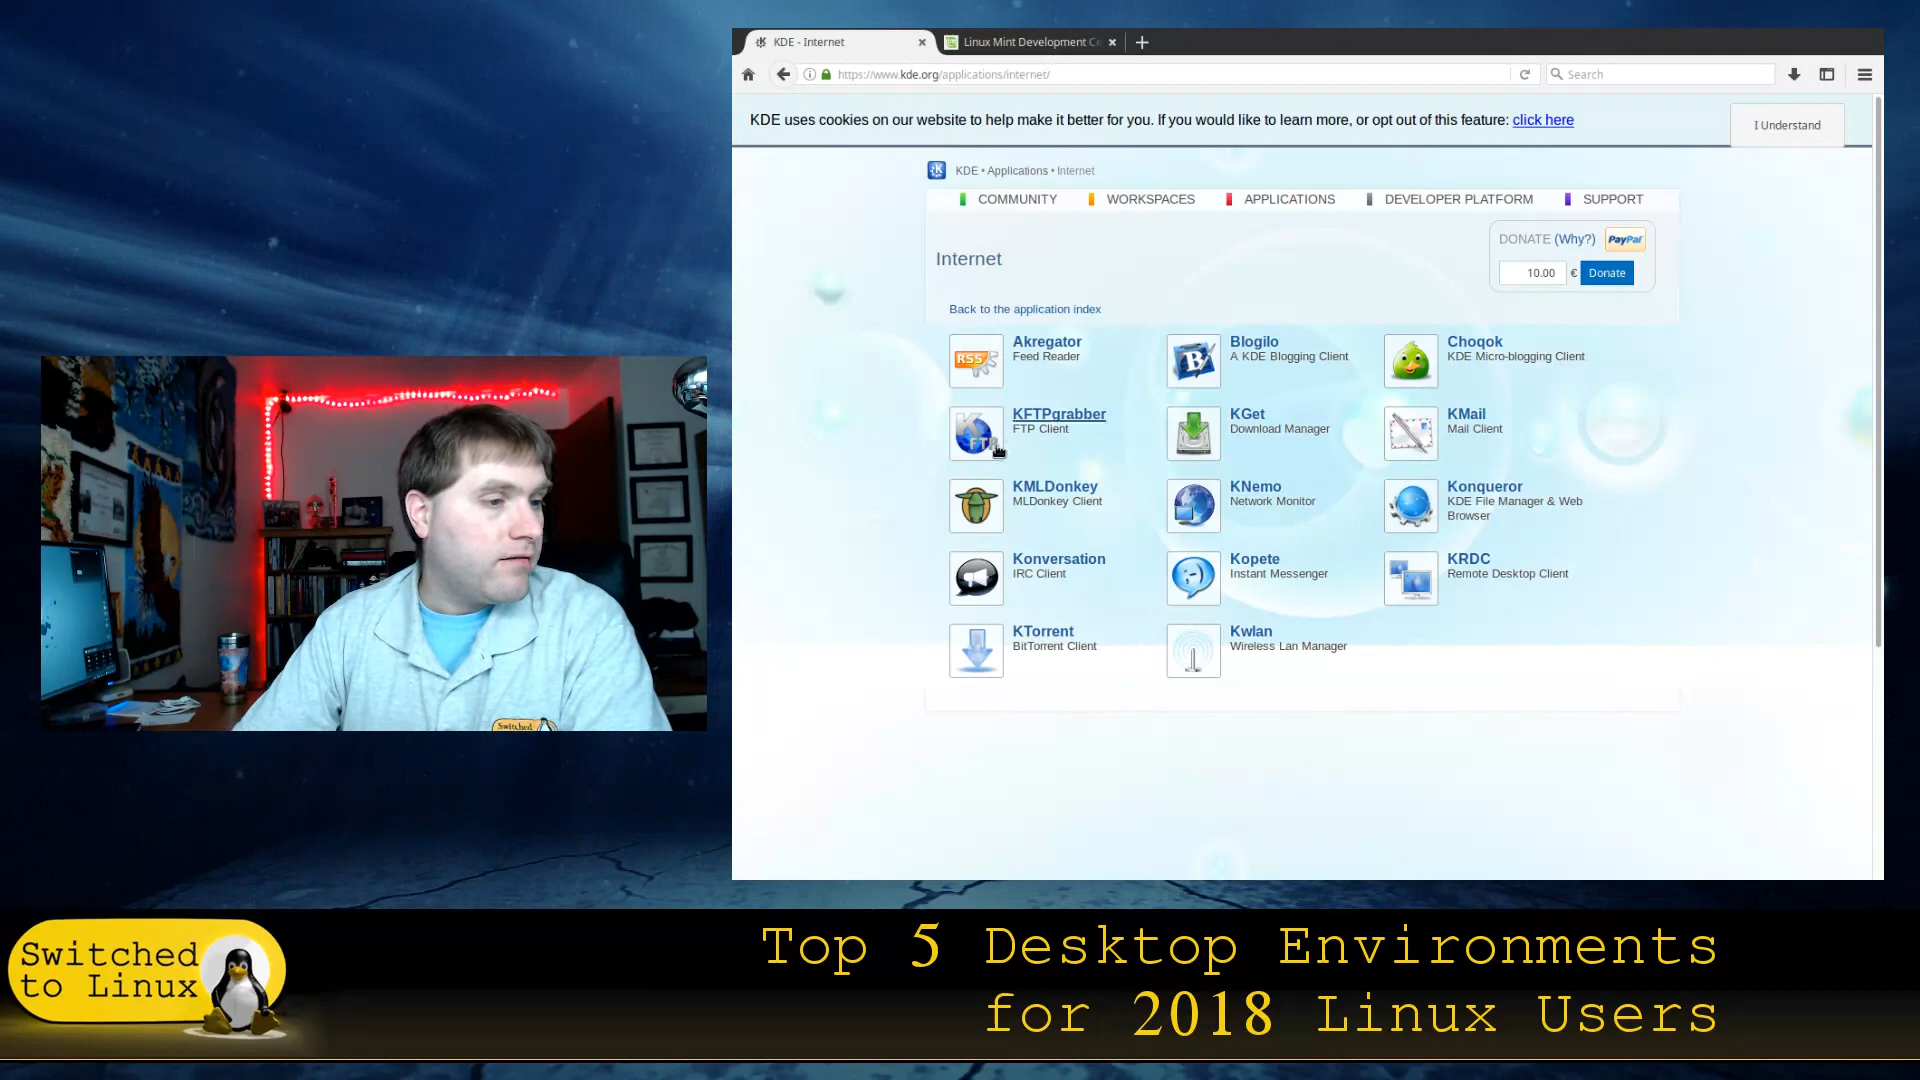 KDE - Internet
Linux Mint Development Co
https://www.kde.org/applications/internet/
Search
KDE uses cookies on our website to help make it better for you. If you would like to learn more, or opt out of this feature: click here
I Understand
KDE • Applications • Internet
COMMUNITY
WORKSPACES
APPLICATIONS
DEVELOPER PLATFORM
SUPPORT
DONATE (Why?)
PayPal
10.00 € Donate
Internet
Back to the application index
RSS
Akregator
Feed Reader
Blogilo
A KDE Blogging Client
Choqok
KDE Micro-blogging Client
KFTPgrabber
FTP Client
KGet
Download Manager
KMail
Mail Client
KMLDonkey
MLDonkey Client
KNemo
Network Monitor
Konqueror
KDE File Manager & Web
Browser
Konversation
IRC Client
Kopete
Instant Messenger
KRDC
Remote Desktop Client
KTorrent
BitTorrent Client
Kwlan
Wireless Lan Manager
Switched
Switched
to Linux
Top 5 Desktop Environments
for 2018 Linux Users